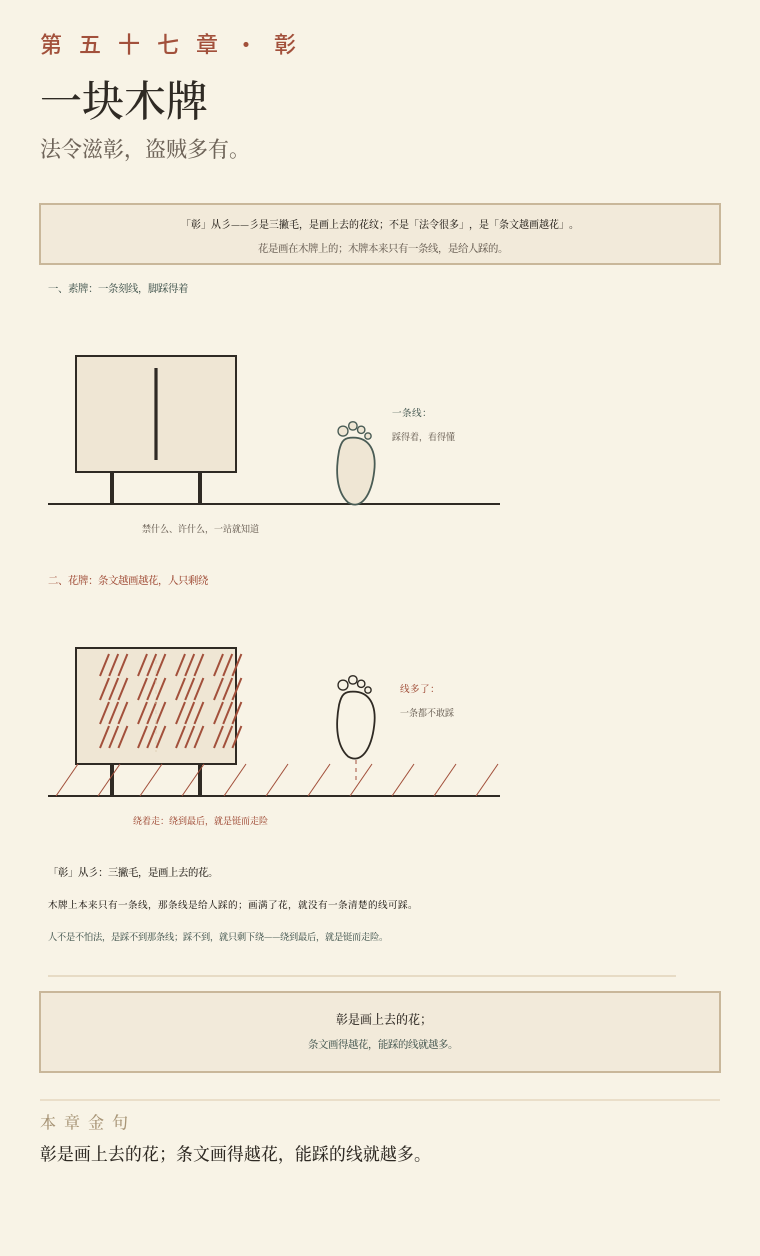 第五十七章·彰
一块木牌
法令滋彰，盗贼多有。
「彰」从彡——彡是三撇毛，是画上去的花纹；不是「法令很多」，是「条文越画越花」。
花是画在木牌上的；木牌本来只有一条线，是给人踩的。
一、素牌：一条刻线，脚踩得着
一条线：
踩得着，看得懂
禁什么、许什么，一站就知道
二、花牌：条文越画越花，人只剩绕
线多了：
一条都不敢踩
绕着走：绕到最后，就是铤而走险
「彰」从彡：三撇毛，是画上去的花。
木牌上本来只有一条线，那条线是给人踩的；画满了花，就没有一条清楚的线可踩。
人不是不怕法，是踩不到那条线；踩不到，就只剩下绕——绕到最后，就是铤而走险。
彰是画上去的花；
条文画得越花，能踩的线就越多。
本章金句
彰是画上去的花；条文画得越花，能踩的线就越多。